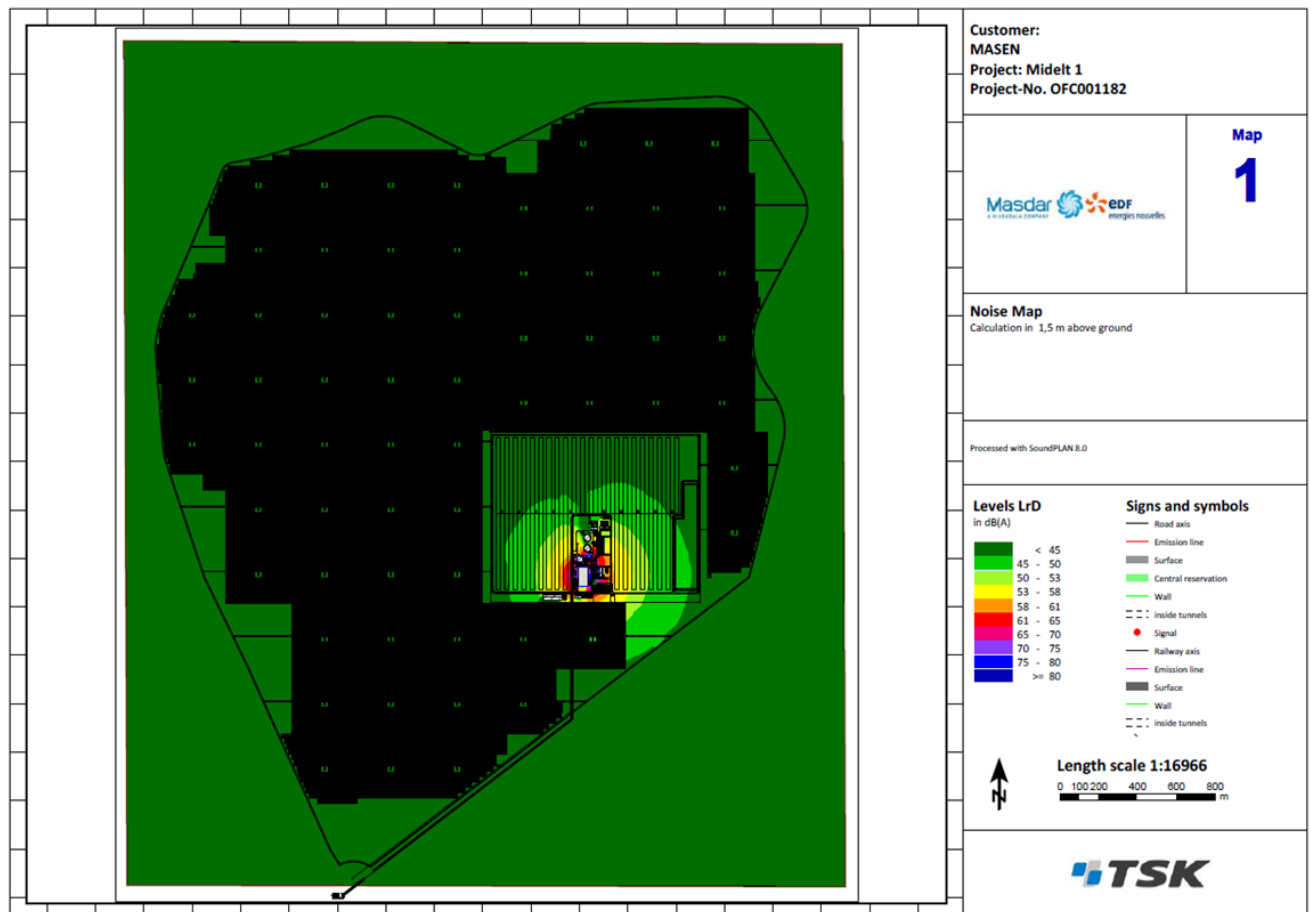 Customer:
MASEN
Project: Midelt 1
Project-No. OFC001182
Map
1
Masdar
A MUBADALA COMPANY
eDF
energies nouvelles
Noise Map
Calculation in 1,5 m above ground
Processed with SoundPLAN 8.0
Levels LrD
in dB(A)
< 45
45 - 50
50 - 53
53 - 58
58 - 61
61 - 65
65 - 70
70 - 75
75 - 80
>= 80
Signs and symbols
Road axis
Emission line
Surface
Central reservation
Wall
inside tunnels
Signal
Railway axis
Emission line
Surface
Wall
inside tunnels
N
Length scale 1:16966
0 100 200 400 600 800
m
TSK